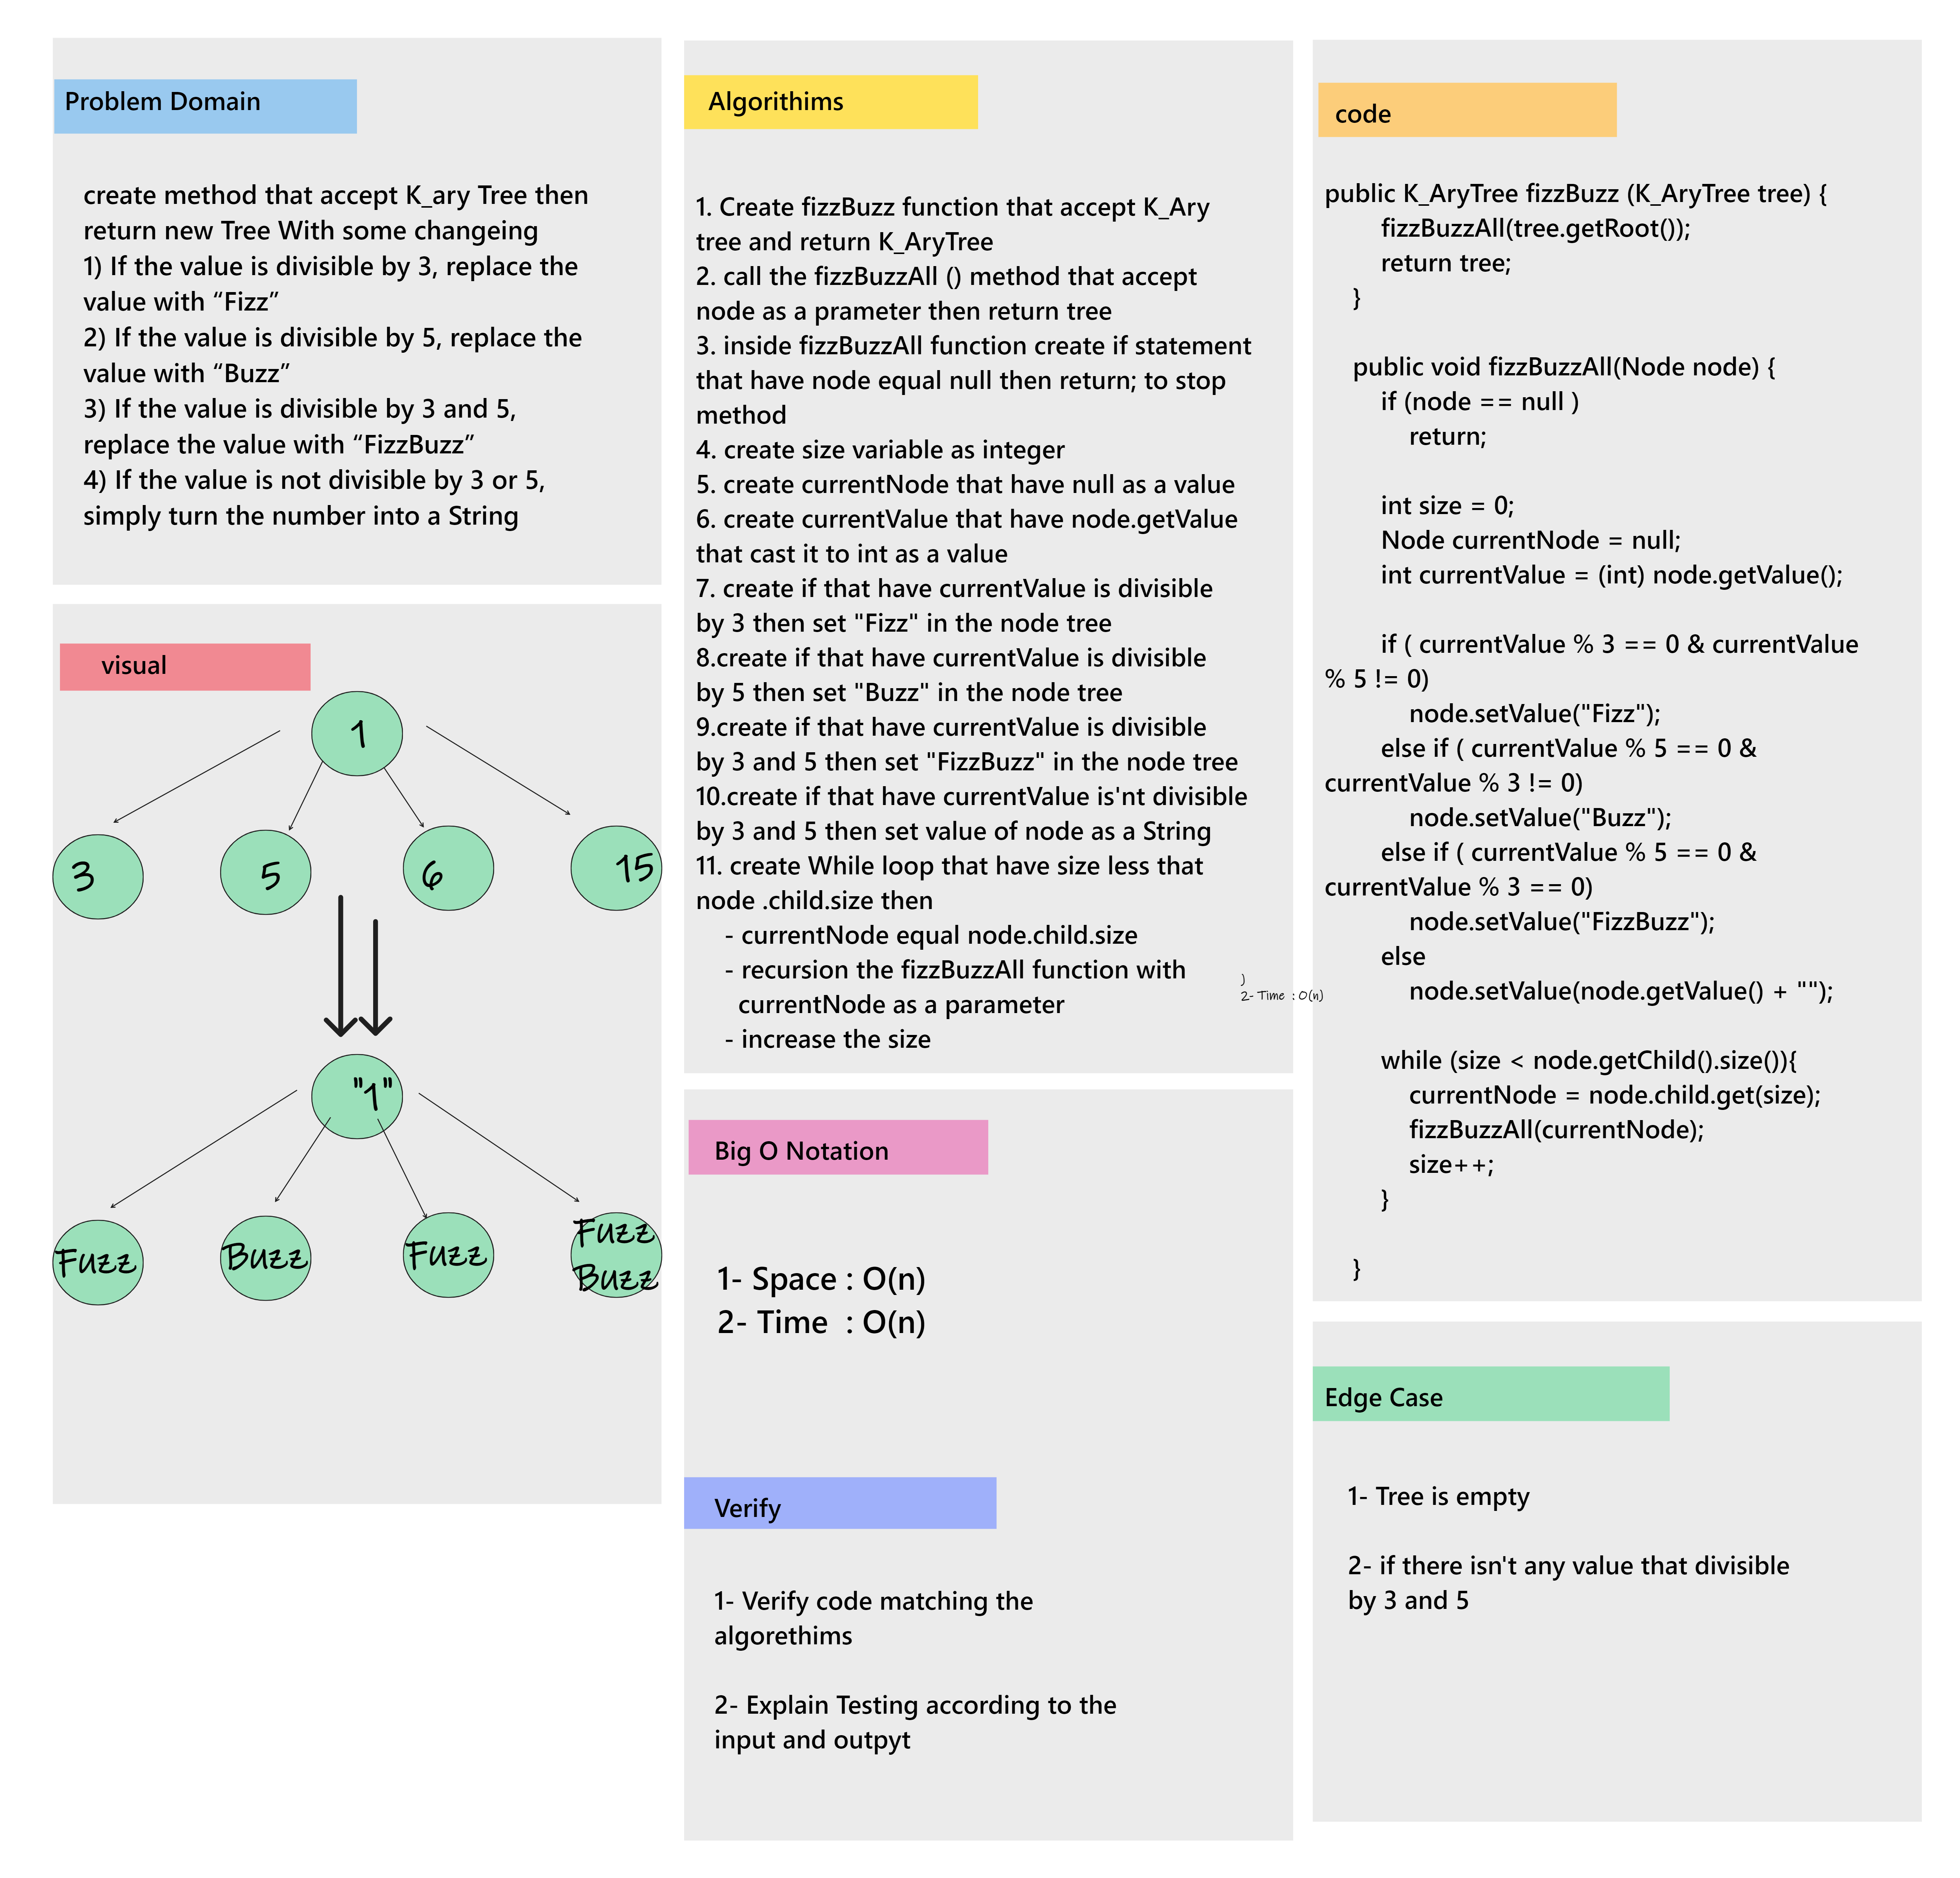 Problem Domain
create method that accept K_ary Tree then
return new Tree With some changeing
1) If the value is divisible by 3, replace the
value with “Fizz”
2) If the value is divisible by 5, replace the
value with “Buzz”
3) If the value is divisible by 3 and 5,
replace the value with “FizzBuzz”
4) If the value is not divisible by 3 or 5,
simply turn the number into a String
visual
1
3
5
6
15
"1"
Fuzz
Buzz
Fuzz
Fuzz
Buzz
Algorithims
1. Create fizzBuzz function that accept K_Ary
tree and return K_AryTree
2. call the fizzBuzzAll () method that accept
node as a prameter then return tree
3. inside fizzBuzzAll function create if statement
that have node equal null then return; to stop
method
4. create size variable as integer
5. create currentNode that have null as a value
6. create currentValue that have node.getValue
that cast it to int as a value
7. create if that have currentValue is divisible
by 3 then set "Fizz" in the node tree
8.create if that have currentValue is divisible
by 5 then set "Buzz" in the node tree
9.create if that have currentValue is divisible
by 3 and 5 then set "FizzBuzz" in the node tree
10.create if that have currentValue is'nt divisible
by 3 and 5 then set value of node as a String
11. create While loop that have size less that
node .child.size then
- currentNode equal node.child.size
- recursion the fizzBuzzAll function with
currentNode as a parameter
- increase the size
)
2- Time : O(n)
Big O Notation
1- Space : O(n)
2- Time : O(n)
Verify
1- Verify code matching the
algorethims
2- Explain Testing according to the
input and outpyt
code
public K_AryTree fizzBuzz (K_AryTree tree) {
fizzBuzzAll(tree.getRoot());
return tree;
}
public void fizzBuzzAll(Node node) {
if (node == null )
return;
int size = 0;
Node currentNode = null;
int currentValue = (int) node.getValue();
if ( currentValue % 3 == 0 & currentValue
% 5 != 0)
node.setValue("Fizz");
else if ( currentValue % 5 == 0 &
currentValue % 3 != 0)
node.setValue("Buzz");
else if ( currentValue % 5 == 0 &
currentValue % 3 == 0)
node.setValue("FizzBuzz");
else
node.setValue(node.getValue() + "");
while (size < node.getChild().size()){
currentNode = node.child.get(size);
fizzBuzzAll(currentNode);
size++;
}
}
Edge Case
1- Tree is empty
2- if there isn't any value that divisible
by 3 and 5